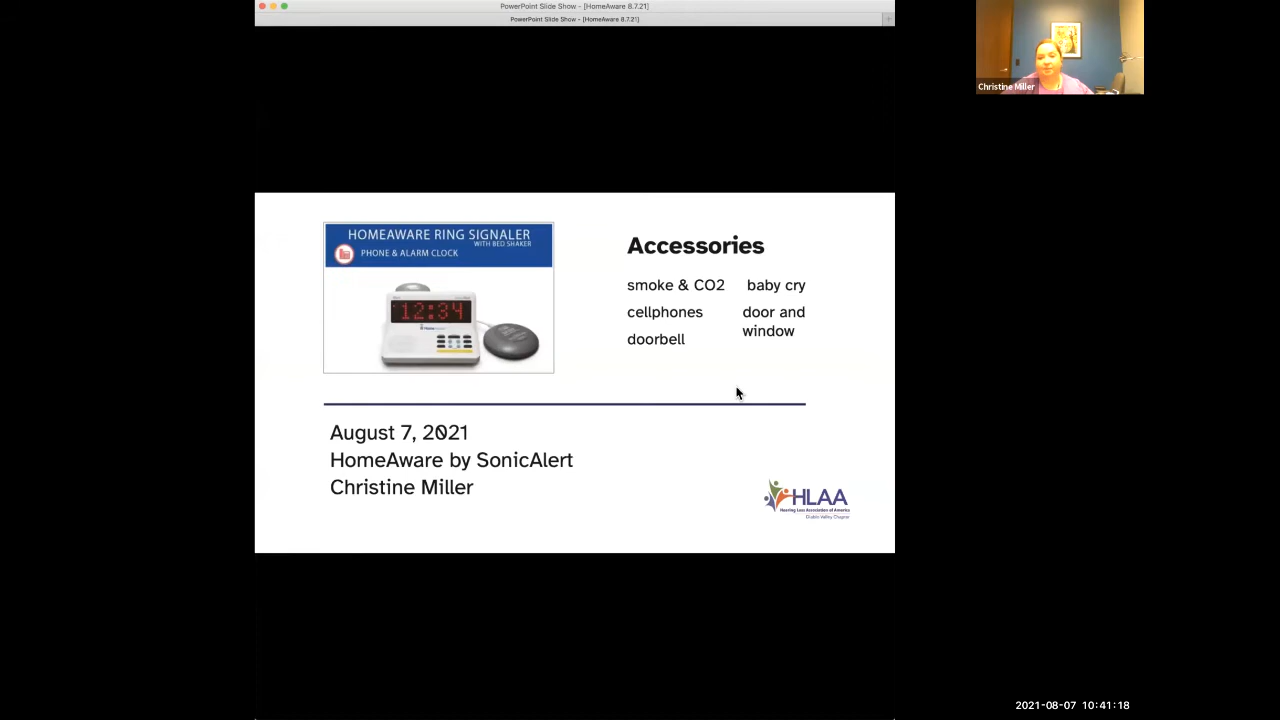 PowerPoint Slide Show - [HomeAware 8.7.21]
PowerPoint Slide Show - [HomeAware 8.7.21]
Christine Miller
HOMEAWARE RING SIGNALER
WITH BED SHAKER
PHONE & ALARM CLOCK
12:34
Accessories
smoke & CO2
baby cry
cellphones
door and
window
doorbell
August 7, 2021
HomeAware by SonicAlert
Christine Miller
HLAA
Hearing Loss Association of America
Diablo Valley Chapter
2021-08-07 10:41:18